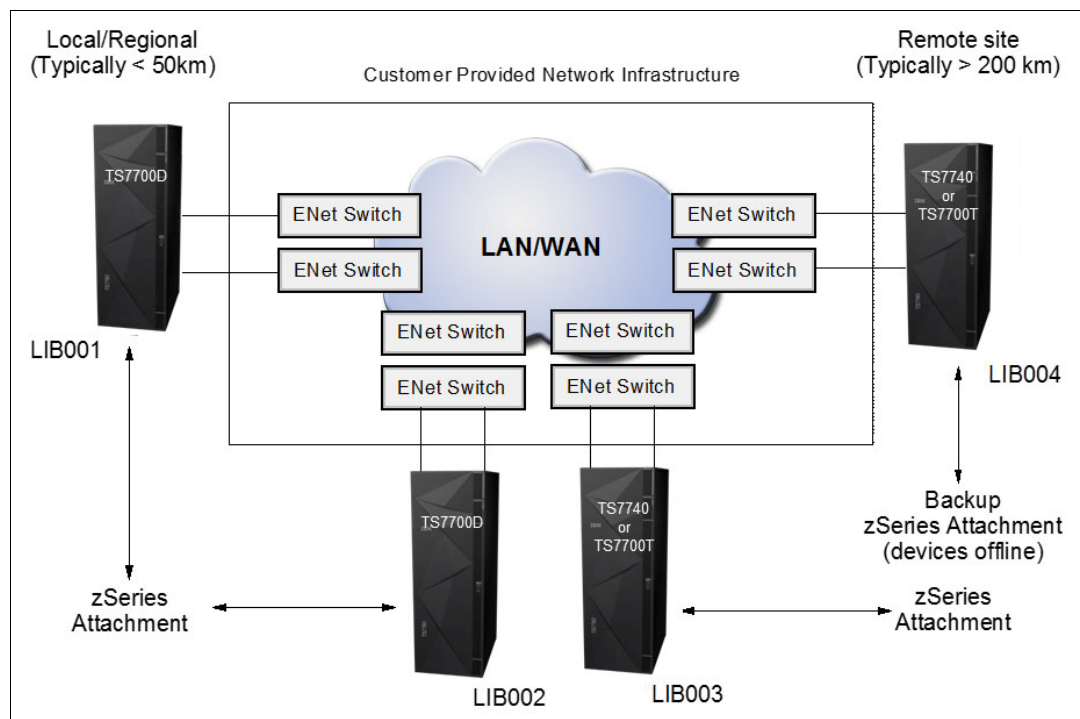 Local/Regional
(Typically < 50km)
Remote site
(Typically > 200 km)
Customer Provided Network Infrastructure
TS7700D
TS7740
or
TS7700T
ENet Switch
ENet Switch
LAN/WAN
ENet Switch
ENet Switch
ENet Switch
ENet Switch
ENet Switch
ENet Switch
LIB001
LIB004
TS7700D
TS7740
or
TS7700T
Backup
zSeries Attachment
(devices offline)
zSeries
Attachment
zSeries
Attachment
LIB002
LIB003